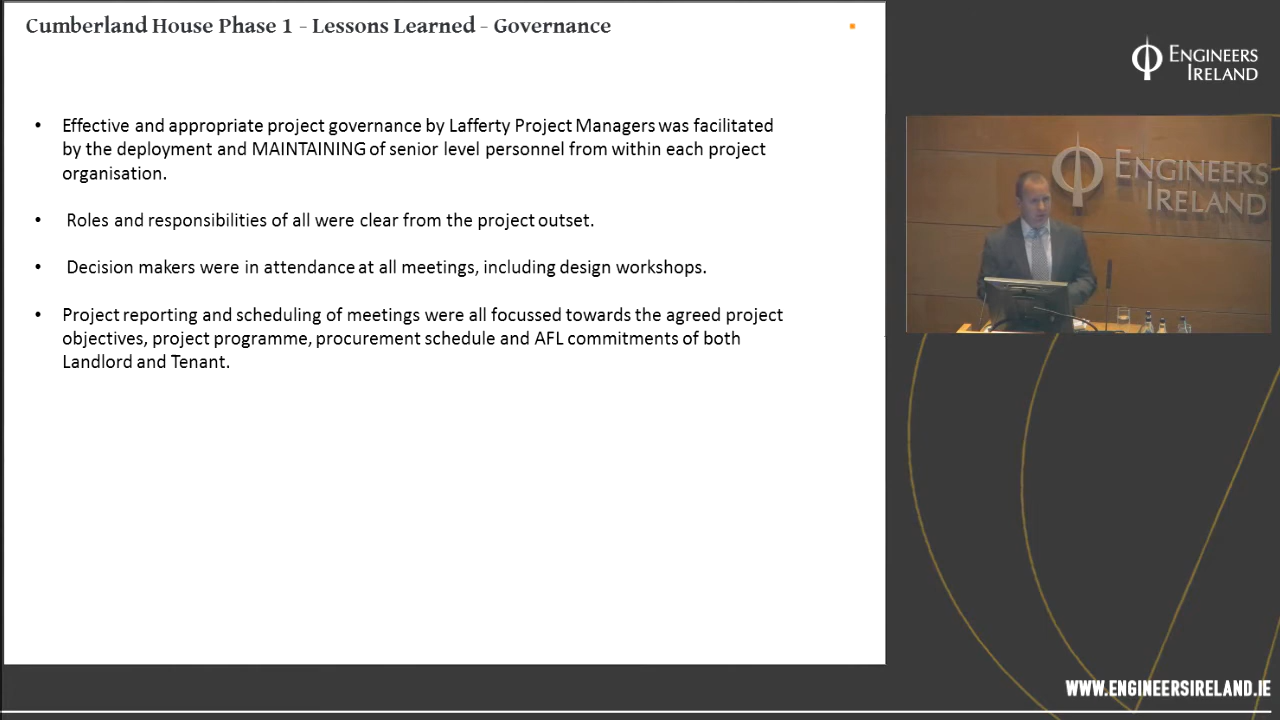 Cumberland House Phase 1 - Lessons Learned - Governance
• Effective and appropriate project governance by Lafferty Project Managers was facilitated
by the deployment and MAINTAINING of senior level personnel from within each project
organisation.
• Roles and responsibilities of all were clear from the project outset.
• Decision makers were in attendance at all meetings, including design workshops.
• Project reporting and scheduling of meetings were all focussed towards the agreed project
objectives, project programme, procurement schedule and AFL commitments of both
Landlord and Tenant.
ENGINEERS
IRELAND
ENGINEERS
IRELAND
WWW.ENGINEERSIRELAND.IE